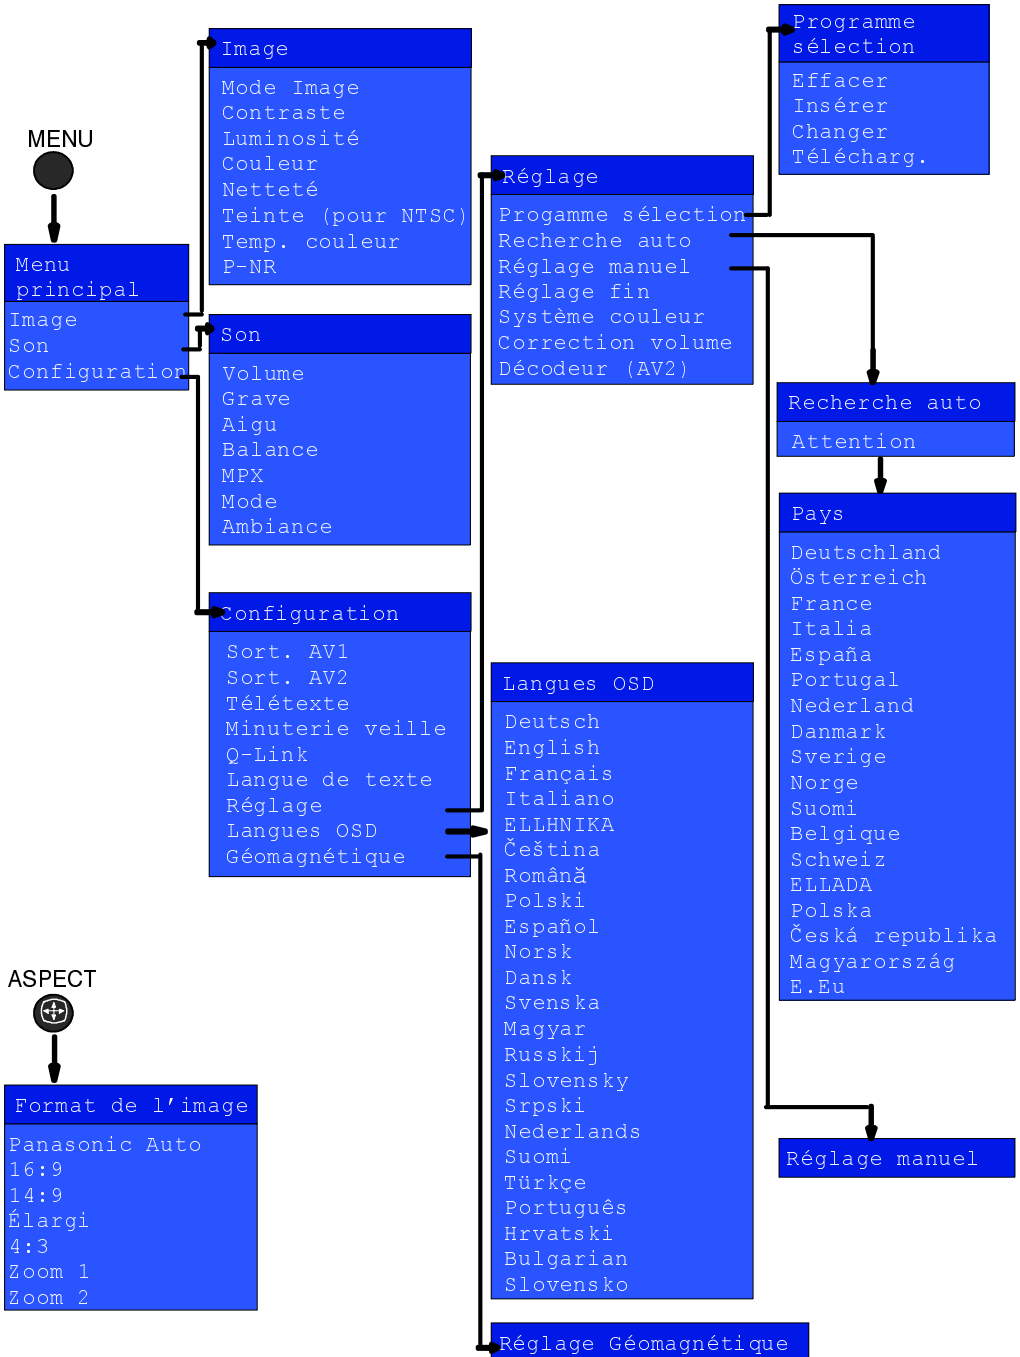 MENU
Menu
principal
Image
Son
Configuration
Image
Mode Image
Contraste
Luminosité
Couleur
Netteté
Teinte (pour NTSC)
Temp. couleur
P-NR
Son
Volume
Grave
Aigu
Balance
MPX
Mode
Ambiance
Configuration
Sort. AV1
Sort. AV2
Télétexte
Minuterie veille
Q-Link
Langue de texte
Réglage
Langues OSD
Géomagnétique
Réglage
Progamme sélection
Recherche auto
Réglage manuel
Réglage fin
Système couleur
Correction volume
Décodeur (AV2)
Programme
sélection
Effacer
Insérer
Changer
Télécharg.
Recherche auto
Attention
Pays
Deutschland
Österreich
France
Italia
España
Portugal
Nederland
Danmark
Sverige
Norge
Suomi
Belgique
Schweiz
ELLADA
Polska
Česká republika
Magyarország
E.Eu
Langues OSD
Deutsch
English
Français
Italiano
ELLHNIKA
Čeština
Română
Polski
Español
Norsk
Dansk
Svenska
Magyar
Russkij
Slovensky
Srpski
Nederlands
Suomi
Türkçe
Português
Hrvatski
Bulgarian
Slovensko
Réglage manuel
Réglage Géomagnétique
ASPECT
Format de l'image
Panasonic Auto
16:9
14:9
Élargi
4:3
Zoom 1
Zoom 2